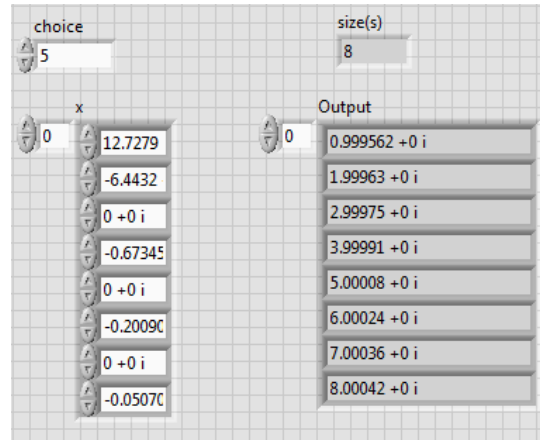 choice
5
size(s)
8
x
0
12.7279
-6.4432
0 +0 i
-0.67345
0 +0 i
-0.20090
0 +0 i
-0.05070
Output
0
0.999562 +0 i
1.99963 +0 i
2.99975 +0 i
3.99991 +0 i
5.00008 +0 i
6.00024 +0 i
7.00036 +0 i
8.00042 +0 i